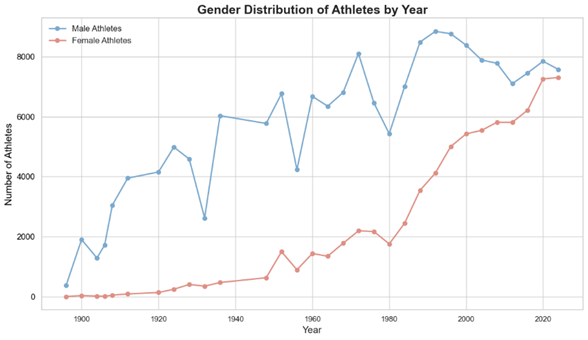 Gender Distribution of Athletes by Year
Male Athletes
Female Athletes
Number of Athletes
8000
6000
4000
2000
0
1900 1920 1940 1960 1980 2000 2020
Year